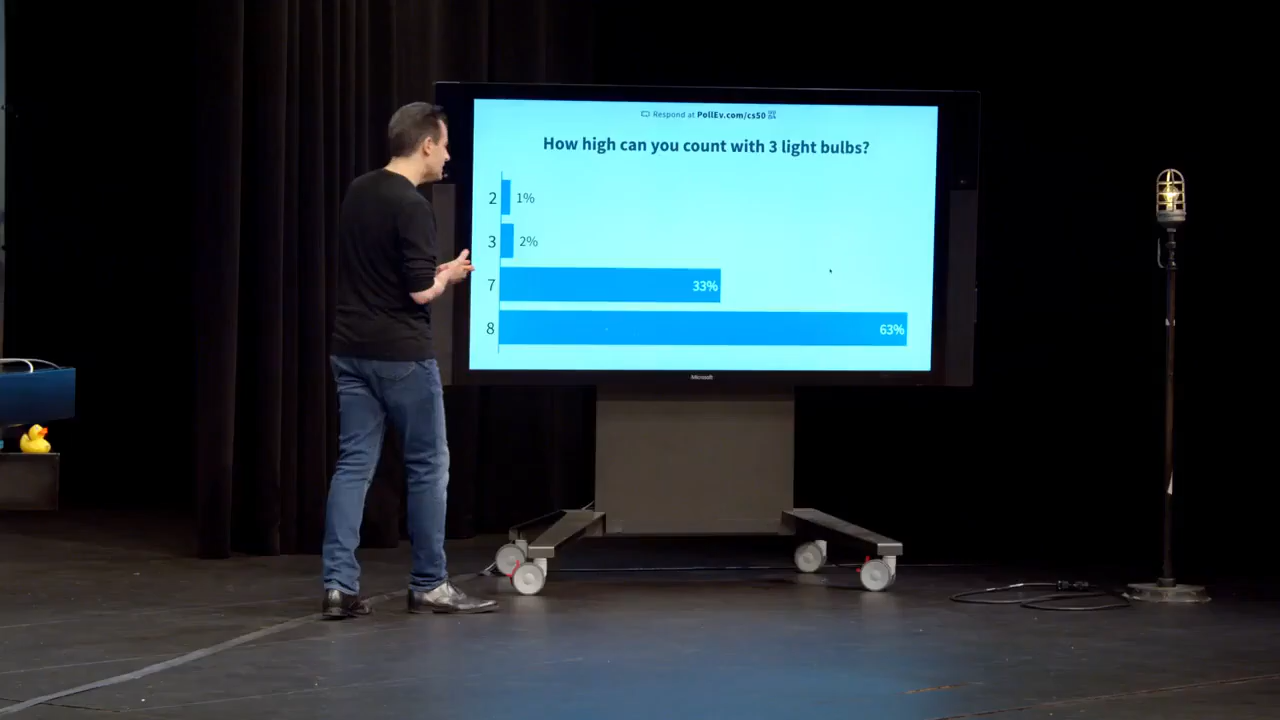 Respond at PollEv.com/cs50
How high can you count with 3 light bulbs?
2 1%
3 2%
7 33%
8 63%
Microsoft